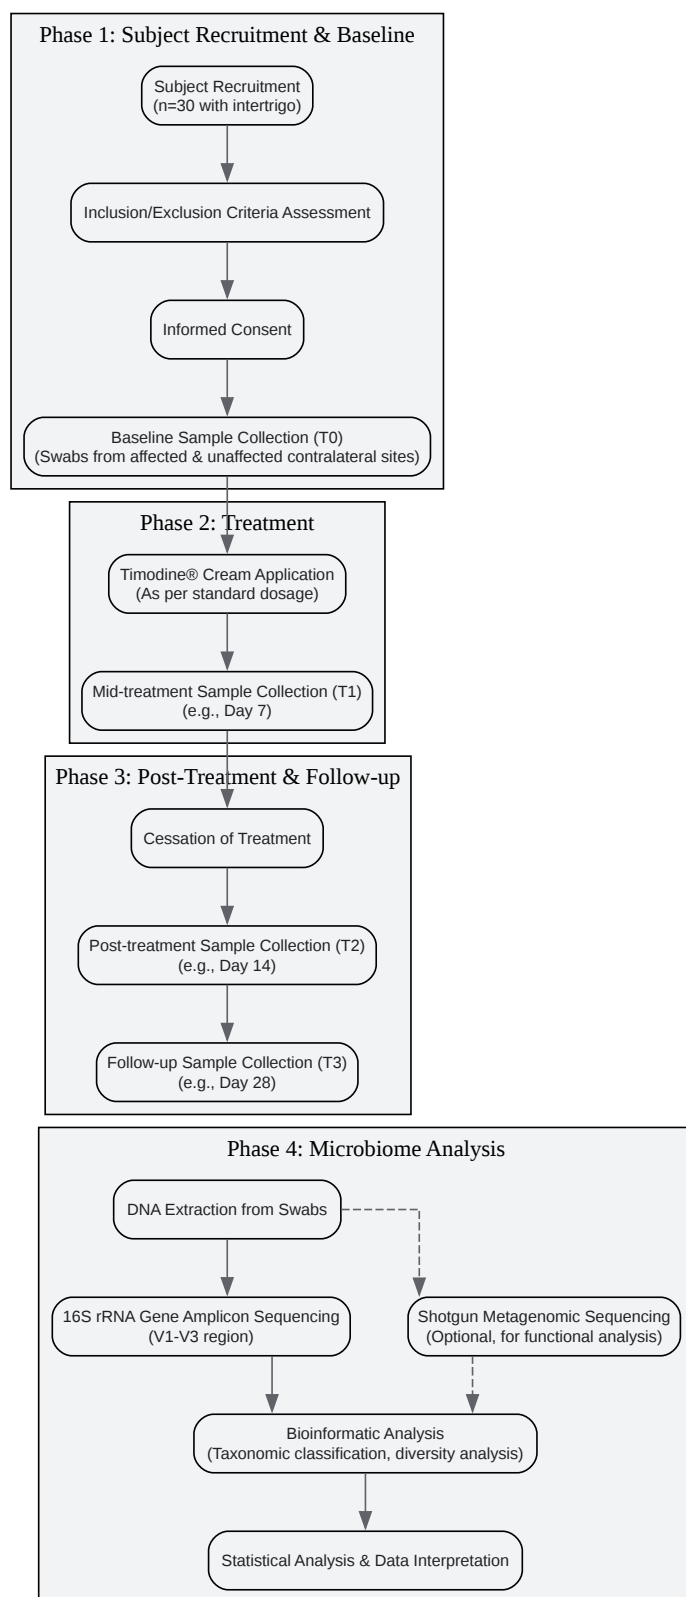 Phase 1: Subject Recruitment & Baseline
Subject Recruitment
(n=30 with intertrigo)
Inclusion/Exclusion Criteria Assessment
Informed Consent
Baseline Sample Collection (T0)
(Swabs from affected & unaffected contralateral sites)
Phase 2: Treatment
Timodine® Cream Application
(As per standard dosage)
Mid-treatment Sample Collection (T1)
(e.g., Day 7)
Phase 3: Post-Treatment & Follow-up
Cessation of Treatment
Post-treatment Sample Collection (T2)
(e.g., Day 14)
Follow-up Sample Collection (T3)
(e.g., Day 28)
Phase 4: Microbiome Analysis
DNA Extraction from Swabs
16S rRNA Gene Amplicon Sequencing
(V1-V3 region)
Shotgun Metagenomic Sequencing
(Optional, for functional analysis)
Bioinformatic Analysis
(Taxonomic classification, diversity analysis)
Statistical Analysis & Data Interpretation